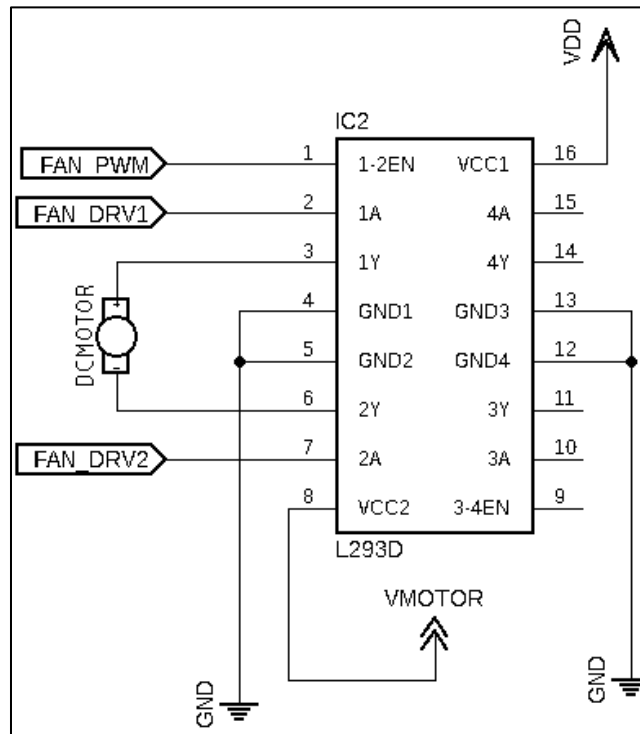 VDD
IC2
FAN_PWM 1 1-2EN VCC1 16
FAN_DRV1 2 1A 4A 15
3 1Y 4Y 14
DCMOTOR + -
4 GND1 GND3 13
5 GND2 GND4 12
6 2Y 3Y 11
FAN_DRV2 7 2A 3A 10
8 VCC2 3-4EN 9
L293D
VMOTOR
GND
GND